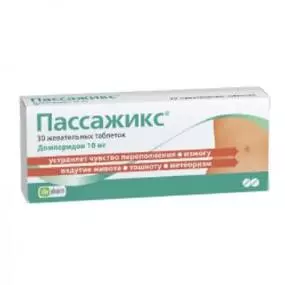 Пассажикс®
30 жевательных таблеток
Домперидон 10 мг
устраняет чувство переполнения и изжогу
вздутие живота и тошноту и метеоризм